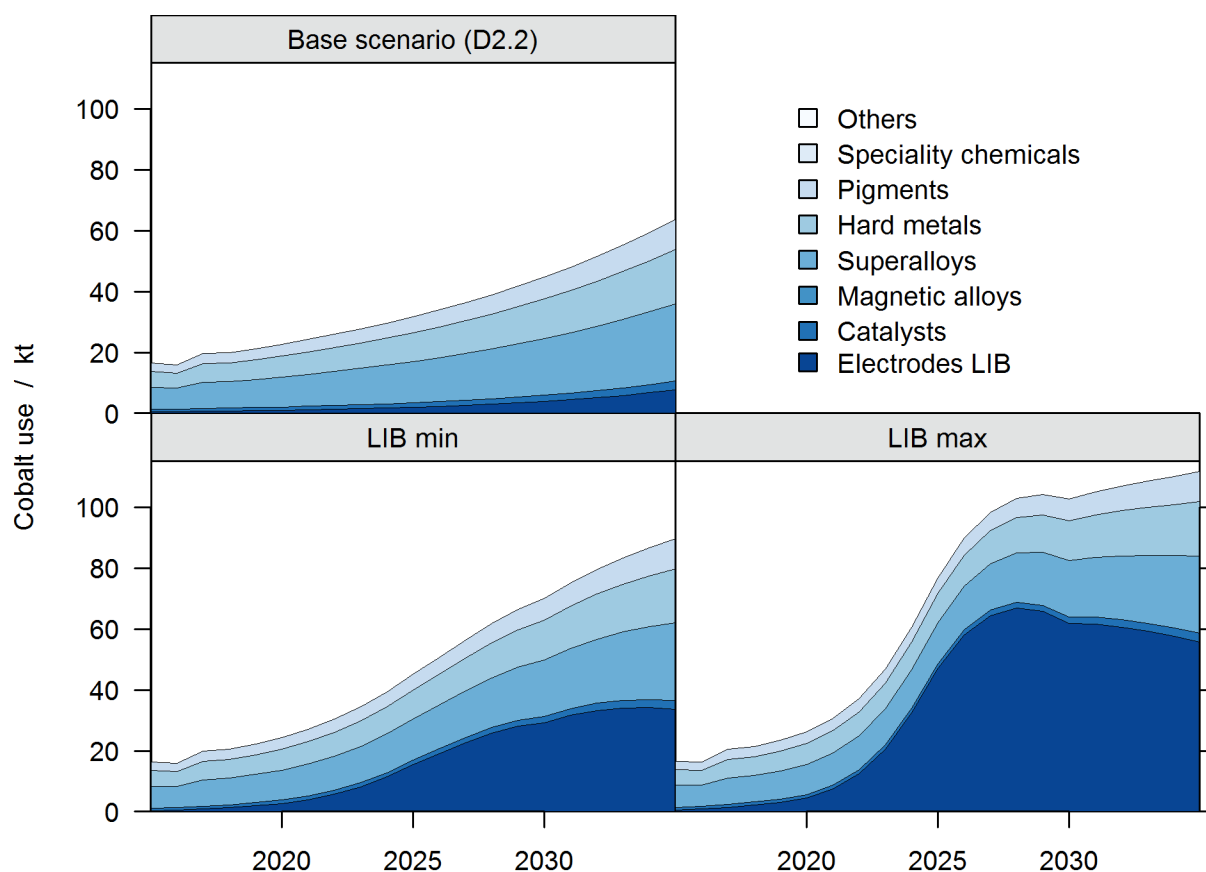 Base scenario (D2.2)
100
80
60
40
20
0
Others
Speciality chemicals
Pigments
Hard metals
Superalloys
Magnetic alloys
Catalysts
Electrodes LIB
Cobalt use / kt
LIB min
LIB max
100
80
60
40
20
0
2020
2025
2030
2020
2025
2030